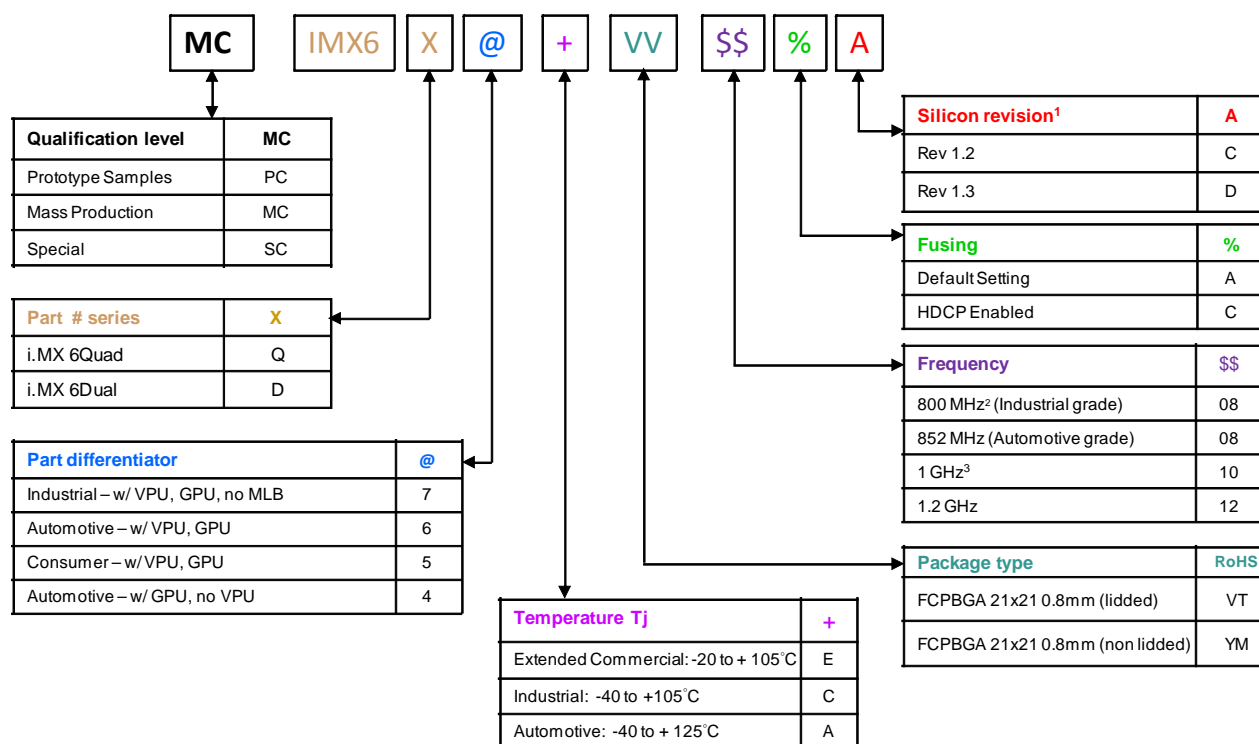 MC IMX6 X @ + VV $$ % A
Qualification level MC
Prototype Samples PC
Mass Production MC
Special SC
Part # series X
i.MX 6Quad Q
i.MX 6Dual D
Part differentiator @
Industrial – w/ VPU, GPU, no MLB 7
Automotive – w/ VPU, GPU 6
Consumer – w/ VPU, GPU 5
Automotive – w/ GPU, no VPU 4
Temperature Tj +
Extended Commercial: -20 to + 105°C E
Industrial: -40 to +105°C C
Automotive: -40 to + 125°C A
Silicon revision¹ A
Rev 1.2 C
Rev 1.3 D
Fusing %
Default Setting A
HDCP Enabled C
Frequency $$
800 MHz² (Industrial grade) 08
852 MHz (Automotive grade) 08
1 GHz³ 10
1.2 GHz 12
Package type RoHS
FCPBGA 21x21 0.8mm (lidded) VT
FCPBGA 21x21 0.8mm (non lidded) YM